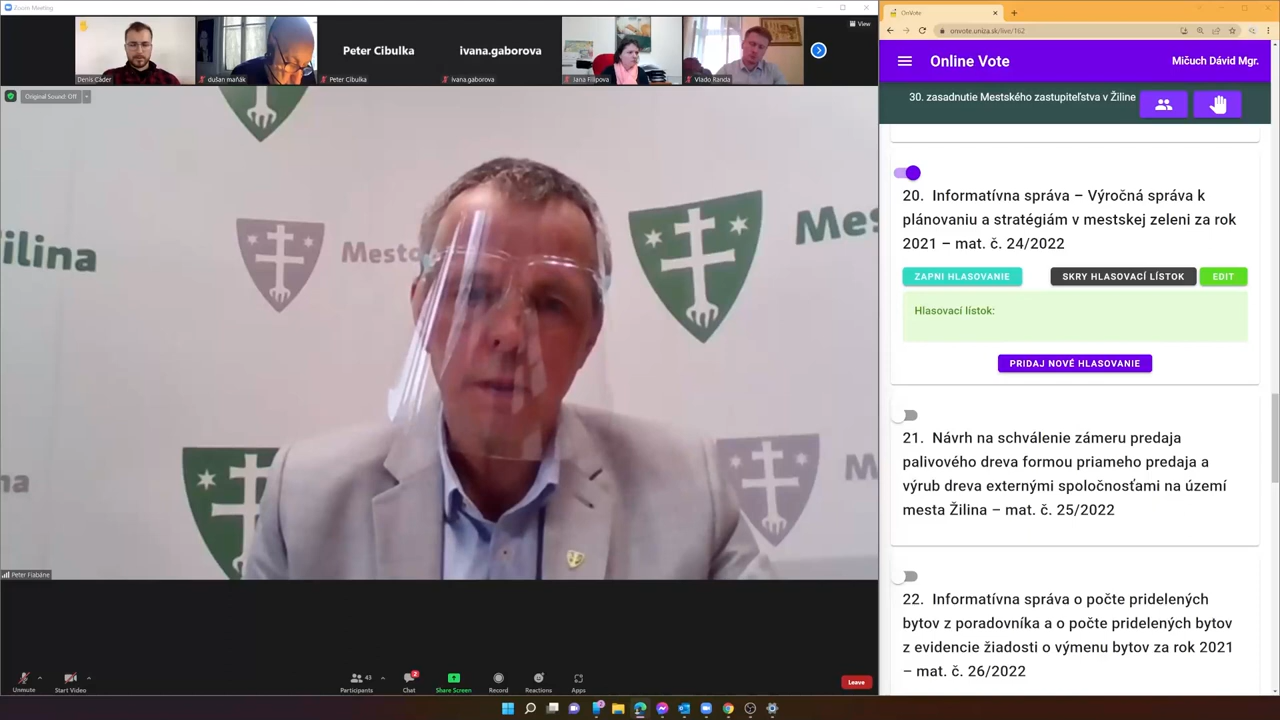 Zoom Meeting
View
Peter Cibulka
ivana.gaborova
Denis Cáder
dušan maňák
Peter Cibulka
ivana.gaborova
Jana Filipova
Vlado Randa
Original Sound: Off
Žilina
Mesto
Mes
Peter Fiabáne
Unmute
Start Video
Participants
43
Chat
2
Share Screen
Record
Reactions
Apps
Leave
OnVote
onvote.uniza.sk/live/162
Online Vote
Mičuch Dávid Mgr.
30. zasadnutie Mestského zastupiteľstva v Žiline
20. Informatívna správa – Výročná správa k
plánovaniu a stratégiám v mestskej zeleni za rok
2021 – mat. č. 24/2022
ZAPNI HLASOVANIE
SKRY HLASOVACÍ LÍSTOK
EDIT
Hlasovací lístok:
PRIDAJ NOVÉ HLASOVANIE
21. Návrh na schválenie zámeru predaja
palivového dreva formou priameho predaja a
výrub dreva externými spoločnosťami na území
mesta Žilina – mat. č. 25/2022
22. Informatívna správa o počte pridelených
bytov z poradovníka a o počte pridelených bytov
z evidencie žiadosti o výmenu bytov za rok 2021
– mat. č. 26/2022